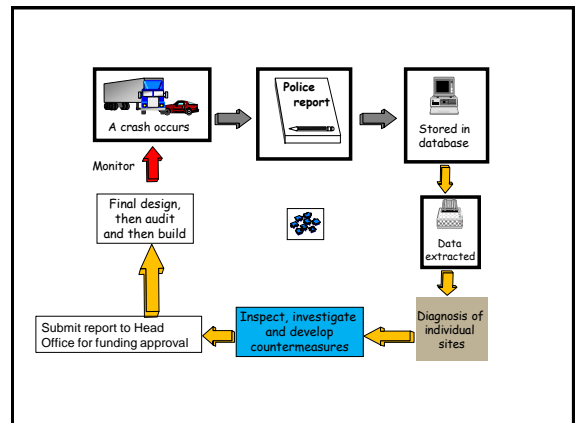 A crash occurs
Police
report
Stored in
database
Data
extracted
Diagnosis of
individual
sites
Inspect, investigate
and develop
countermeasures
Submit report to Head
Office for funding approval
Final design,
then audit
and then build
Monitor